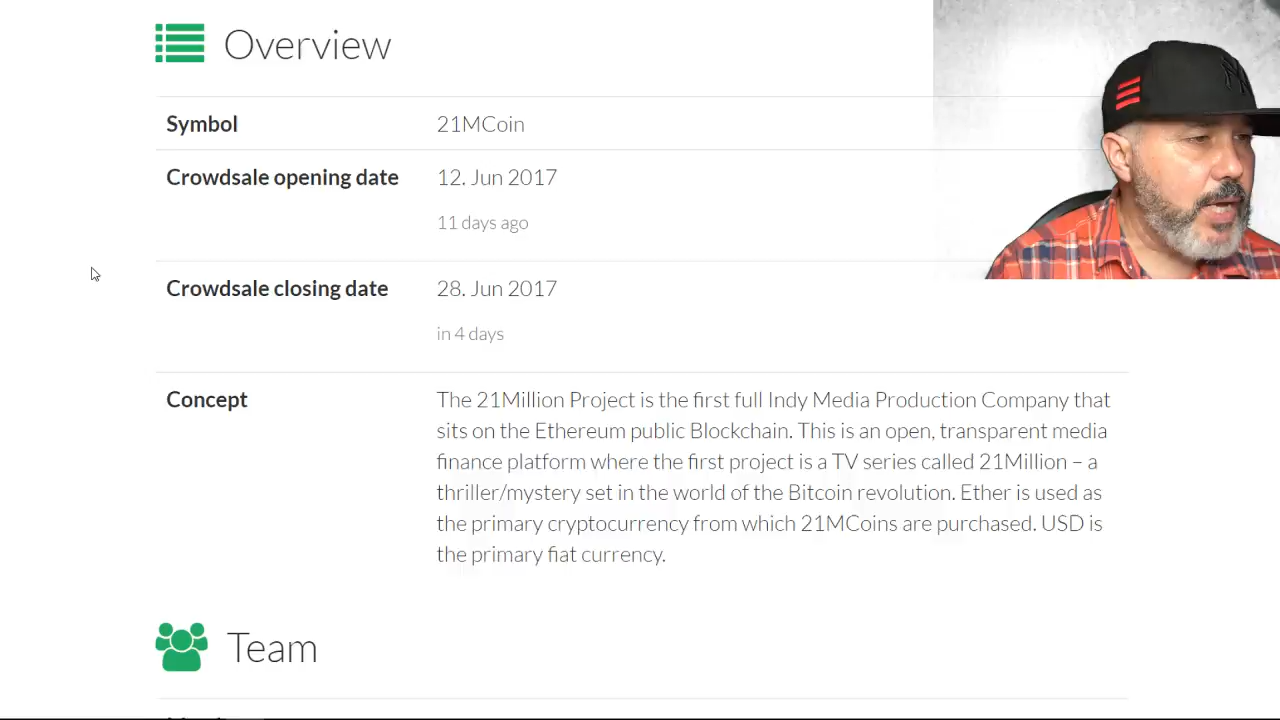 Overview
Symbol
21MCoin
Crowdsale opening date
12. Jun 2017
11 days ago
Crowdsale closing date
28. Jun 2017
in 4 days
Concept
The 21Million Project is the first full Indy Media Production Company that
sits on the Ethereum public Blockchain. This is an open, transparent media
finance platform where the first project is a TV series called 21Million – a
thriller/mystery set in the world of the Bitcoin revolution. Ether is used as
the primary cryptocurrency from which 21MCoins are purchased. USD is
the primary fiat currency.
Team